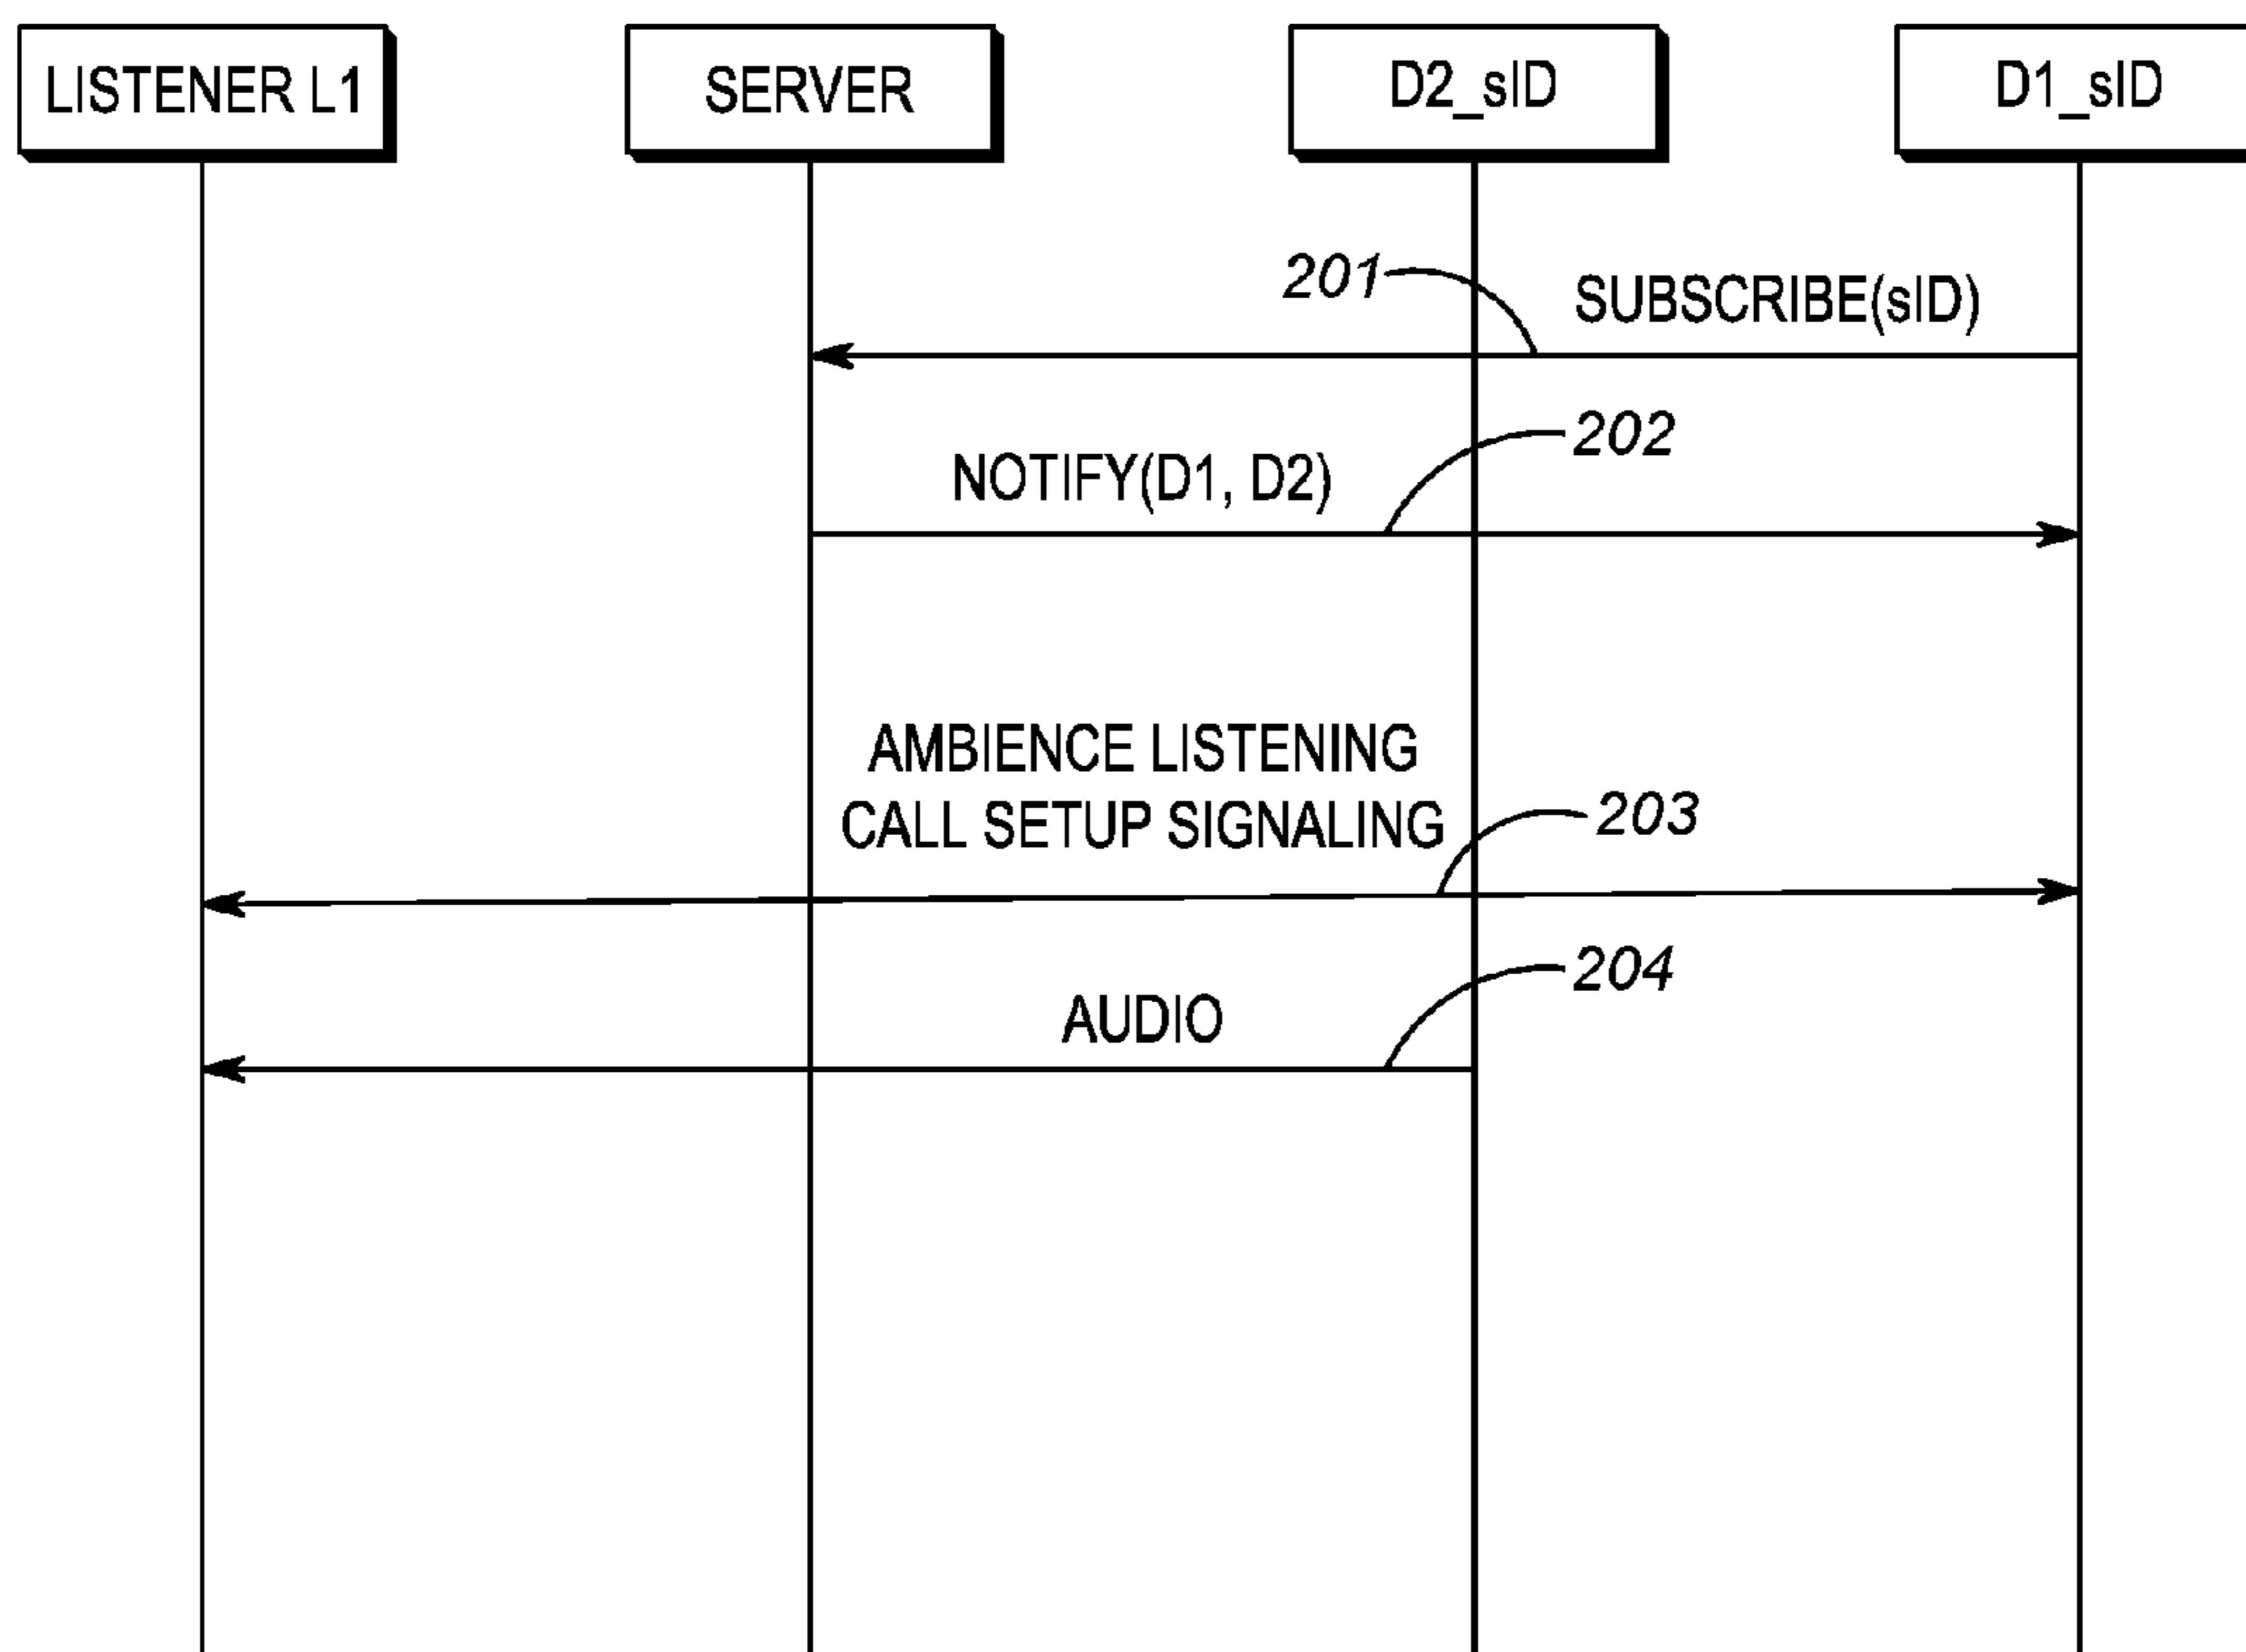 LISTENER L1
SERVER
D2_sID
D1_sID
201
SUBSCRIBE(sID)
202
NOTIFY(D1, D2)
AMBIENCE LISTENING
CALL SETUP SIGNALING
203
204
AUDIO